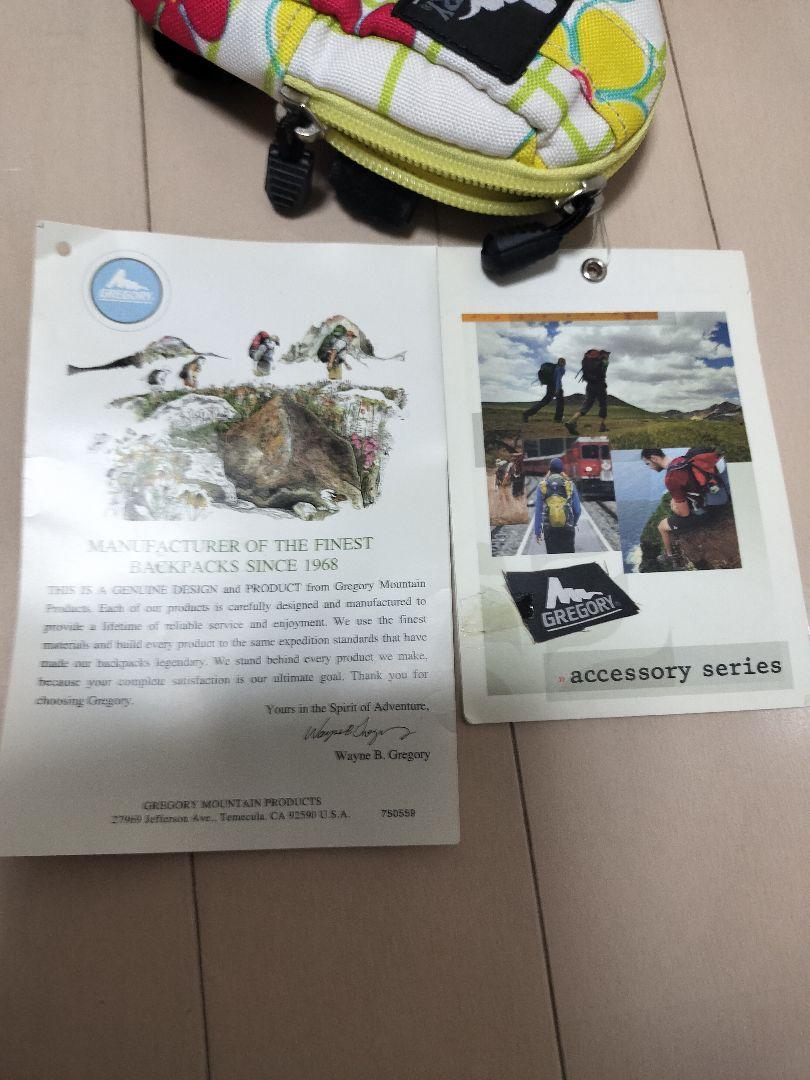 GREGORY
MANUFACTURER OF THE FINEST
BACKPACKS SINCE 1968
THIS IS A GENUINE DESIGN and PRODUCT from Gregory Mountain
Products. Each of our products is carefully designed and manufactured to
provide a lifetime of reliable service and enjoyment. We use the finest
materials and build every product to the same expedition standards that have
made our backpacks legendary. We stand behind every product we make,
because your complete satisfaction is our ultimate goal. Thank you for
choosing Gregory.
Yours in the Spirit of Adventure,
Wayne B. Gregory
GREGORY MOUNTAIN PRODUCTS
27969 Jefferson Ave., Temecula, CA 92590 U.S.A.
750559
GREGORY®
» accessory series